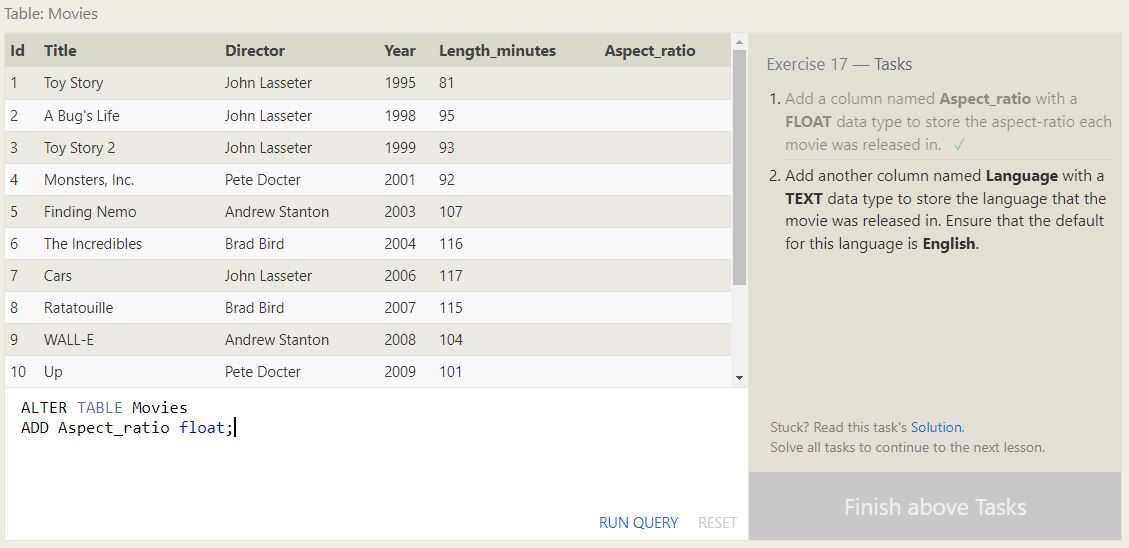 Table: Movies
Id Title Director Year Length_minutes Aspect_ratio
1 Toy Story John Lasseter 1995 81
2 A Bug's Life John Lasseter 1998 95
3 Toy Story 2 John Lasseter 1999 93
4 Monsters, Inc. Pete Docter 2001 92
5 Finding Nemo Andrew Stanton 2003 107
6 The Incredibles Brad Bird 2004 116
7 Cars John Lasseter 2006 117
8 Ratatouille Brad Bird 2007 115
9 WALL-E Andrew Stanton 2008 104
10 Up Pete Docter 2009 101
ALTER TABLE Movies
ADD Aspect_ratio float;
RUN QUERY RESET
Exercise 17 — Tasks
1. Add a column named Aspect_ratio with a
FLOAT data type to store the aspect-ratio each
movie was released in. ✓
2. Add another column named Language with a
TEXT data type to store the language that the
movie was released in. Ensure that the default
for this language is English.
Stuck? Read this task's Solution.
Solve all tasks to continue to the next lesson.
Finish above Tasks